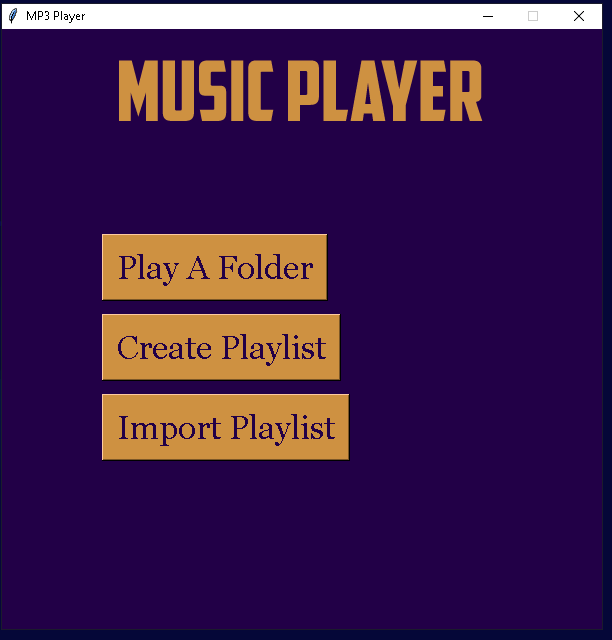 MP3 Player
MUSIC PLAYER
Play A Folder
Create Playlist
Import Playlist